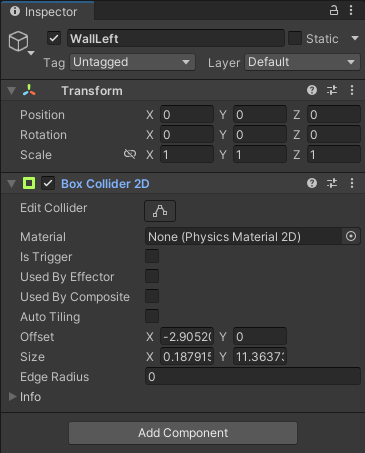 Inspector
WallLeft Static
Tag Untagged Layer Default
Transform
Position X 0 Y 0 Z 0
Rotation X 0 Y 0 Z 0
Scale X 1 Y 1 Z 1
Box Collider 2D
Edit Collider
Material None (Physics Material 2D)
Is Trigger
Used By Effector
Used By Composite
Auto Tiling
Offset X -2.90520 Y 0
Size X 0.187915 Y 11.36373
Edge Radius 0
Info
Add Component